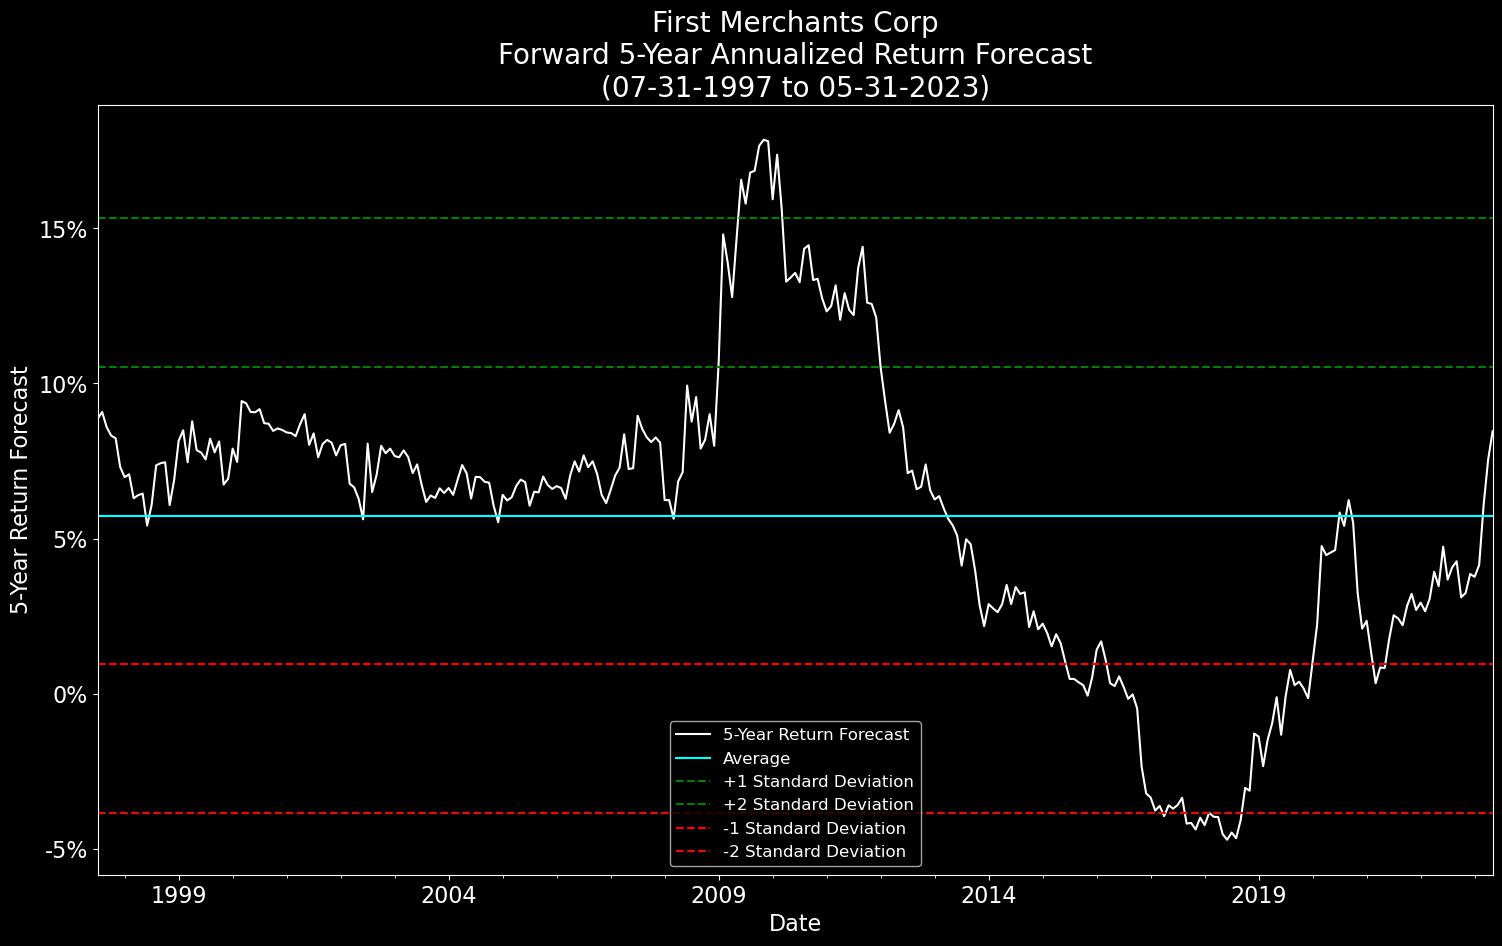 First Merchants Corp
Forward 5-Year Annualized Return Forecast
(07-31-1997 to 05-31-2023)
5-Year Return Forecast
15%
10%
5%
0%
-5%
5-Year Return Forecast
Average
+1 Standard Deviation
+2 Standard Deviation
-1 Standard Deviation
-2 Standard Deviation
1999
2004
2009
2014
2019
Date